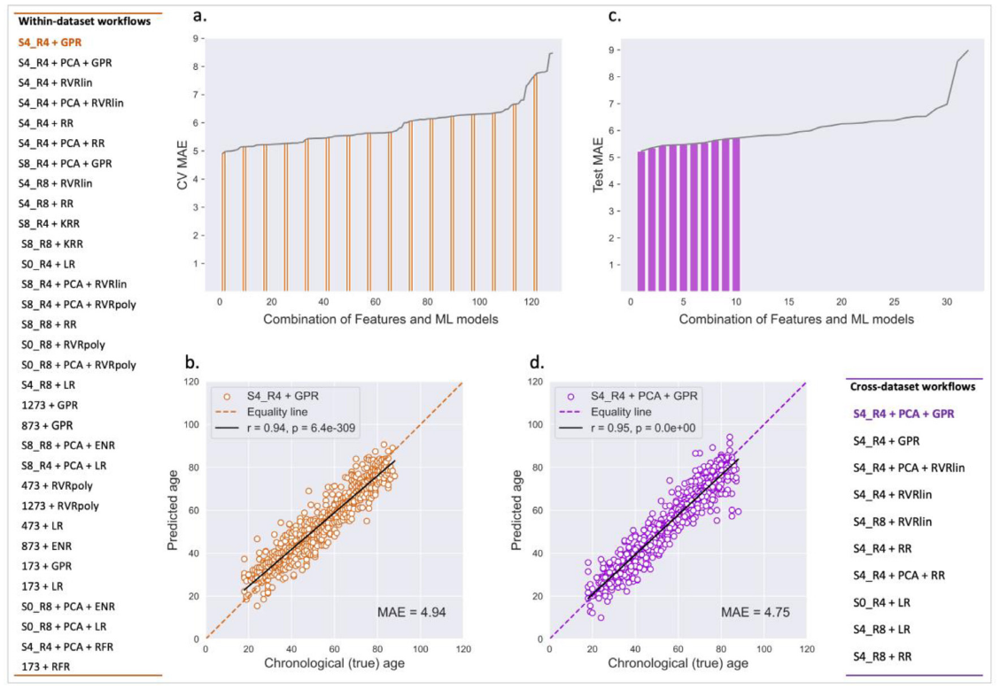 Within-dataset workflows
S4_R4 + GPR
S4_R4 + PCA + GPR
S4_R4 + RVRlin
S4_R4 + PCA + RVRlin
S4_R4 + RR
S4_R4 + PCA + RR
S8_R4 + PCA + GPR
S4_R8 + RVRlin
S4_R8 + RR
S8_R4 + KRR
S8_R8 + KRR
S0_R4 + LR
S8_R4 + PCA + RVRlin
S8_R4 + PCA + RVRpoly
S8_R8 + RR
S0_R8 + RVRpoly
S0_R8 + PCA + RVRpoly
S4_R8 + LR
1273 + GPR
873 + GPR
S8_R8 + PCA + ENR
S8_R4 + PCA + LR
473 + RVRpoly
1273 + RVRpoly
473 + LR
873 + ENR
173 + GPR
173 + LR
S0_R8 + PCA + ENR
S0_R8 + PCA + LR
S4_R4 + PCA + RFR
173 + RFR
a.
9
8
7
6
5
4
3
2
1
CV MAE
0 20 40 60 80 100 120
Combination of Features and ML models
c.
9
8
7
6
5
4
3
2
1
Test MAE
0 5 10 15 20 25 30
Combination of Features and ML models
b.
120
100
80
60
40
20
0
Predicted age
S4_R4 + GPR
Equality line
r = 0.94, p = 6.4e-309
MAE = 4.94
0 20 40 60 80 100 120
Chronological (true) age
d.
120
100
80
60
40
20
0
Predicted age
S4_R4 + PCA + GPR
Equality line
r = 0.95, p = 0.0e+00
MAE = 4.75
0 20 40 60 80 100 120
Chronological (true) age
Cross-dataset workflows
S4_R4 + PCA + GPR
S4_R4 + GPR
S4_R4 + PCA + RVRlin
S4_R4 + RVRlin
S4_R8 + RVRlin
S4_R4 + RR
S4_R4 + PCA + RR
S0_R4 + LR
S4_R8 + LR
S4_R8 + RR